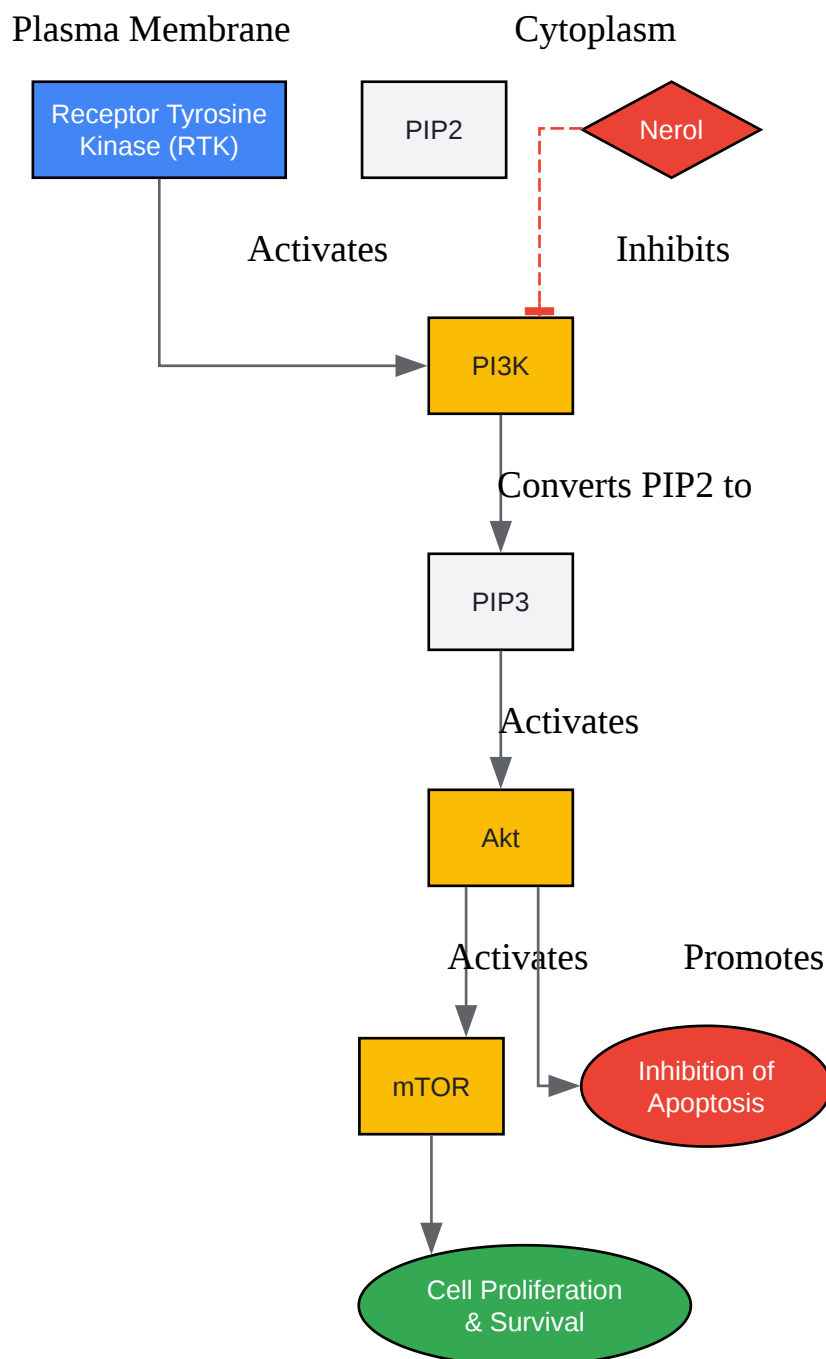 Plasma Membrane
Cytoplasm
Receptor Tyrosine
Kinase (RTK)
PIP2
Nerol
Activates
Inhibits
PI3K
Converts PIP2 to
PIP3
Activates
Akt
Activates
Promotes
mTOR
Inhibition of
Apoptosis
Cell Proliferation
& Survival